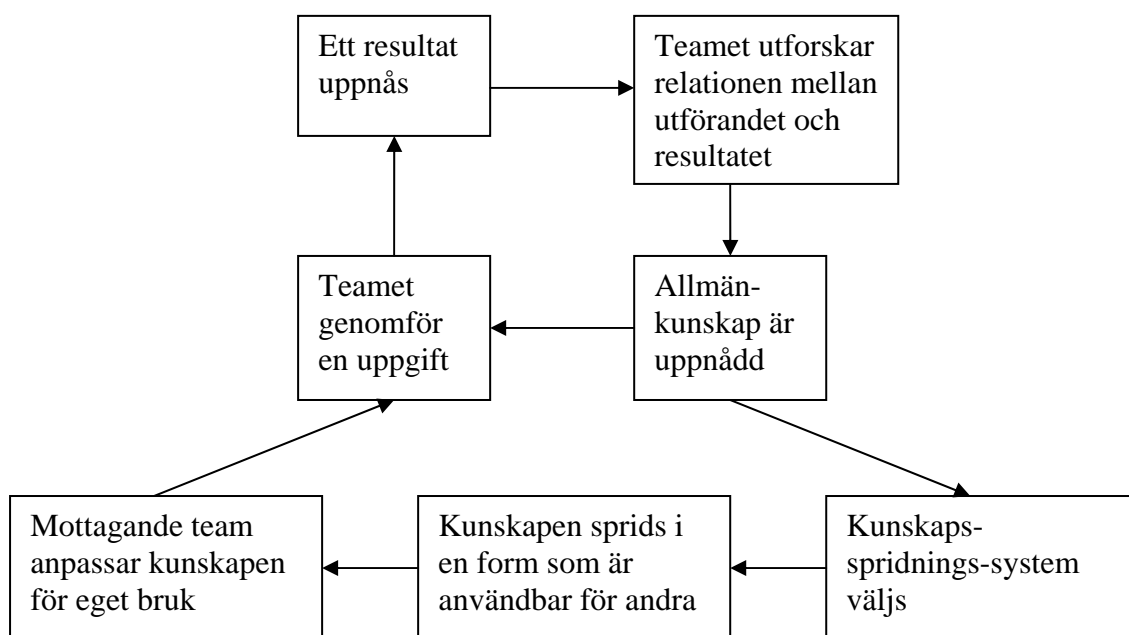 Ett resultat
uppnås
Teamet utforskar
relationen mellan
utförandet och
resultatet
Teamet
genomför
en uppgift
Allmän-
kunskap är
uppnådd
Mottagande team
anpassar kunskapen
för eget bruk
Kunskapen sprids i
en form som är
användbar för andra
Kunskaps-
spridnings-system
väljs